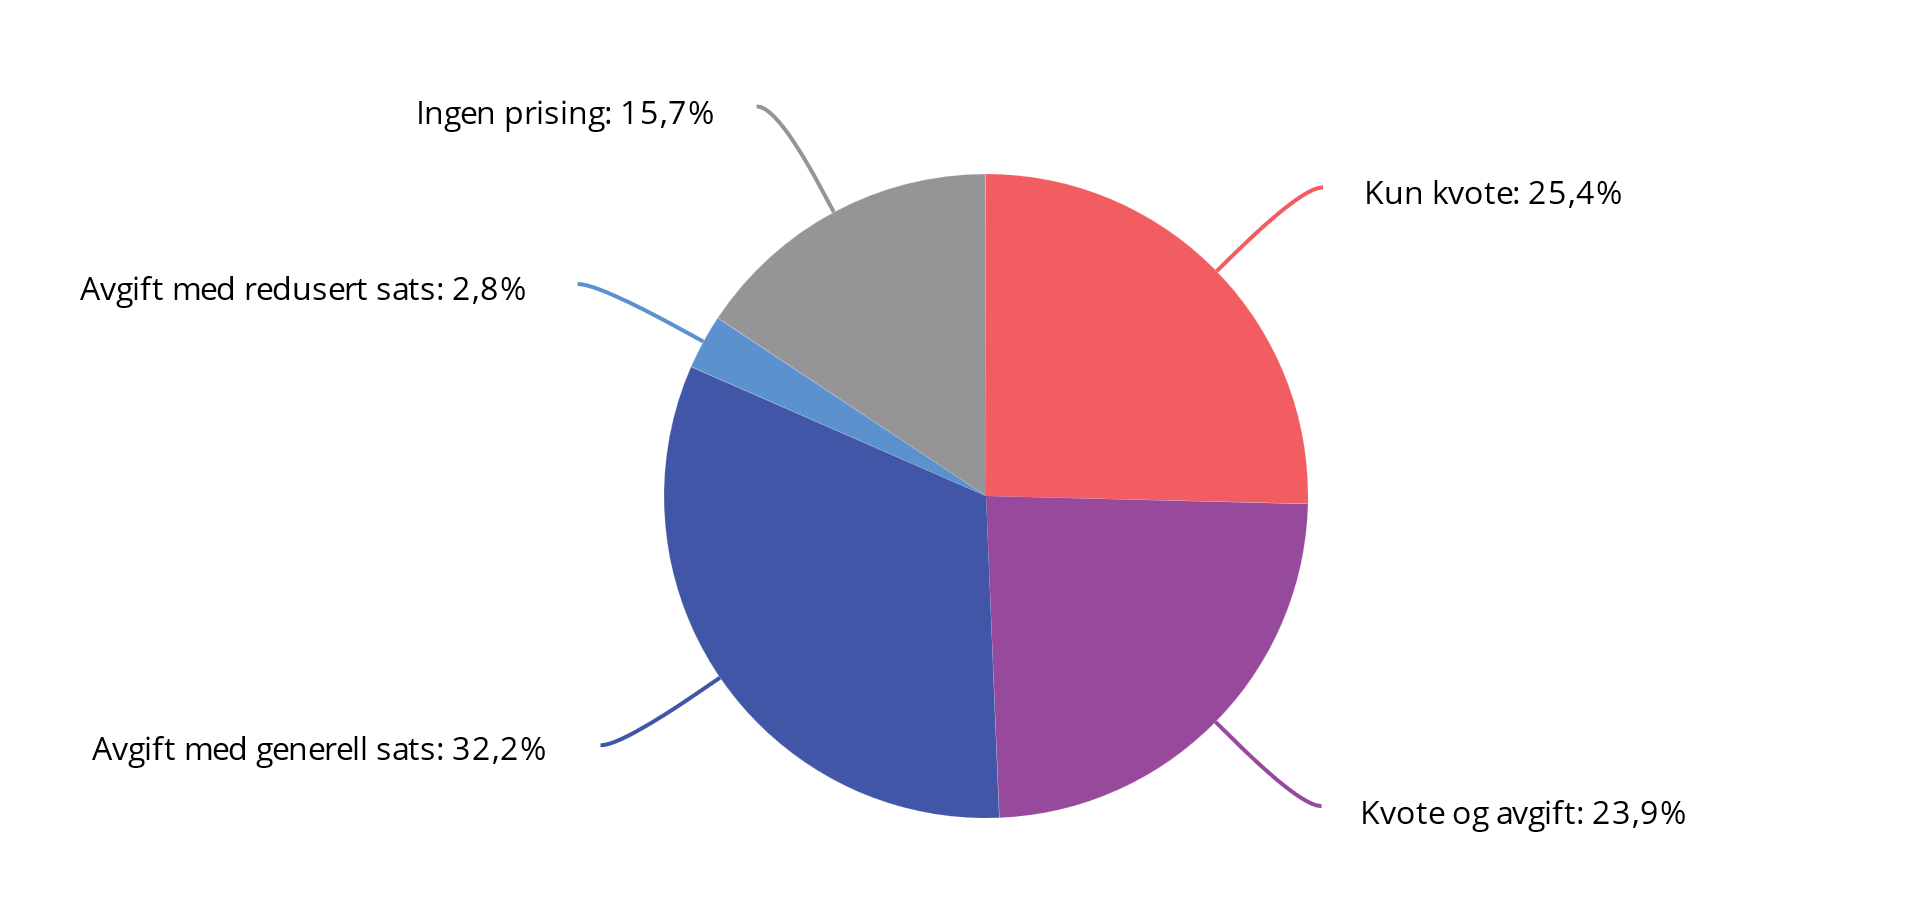 Ingen prising: 15,7%
Kun kvote: 25,4%
Avgift med redusert sats: 2,8%
Avgift med generell sats: 32,2%
Kvote og avgift: 23,9%